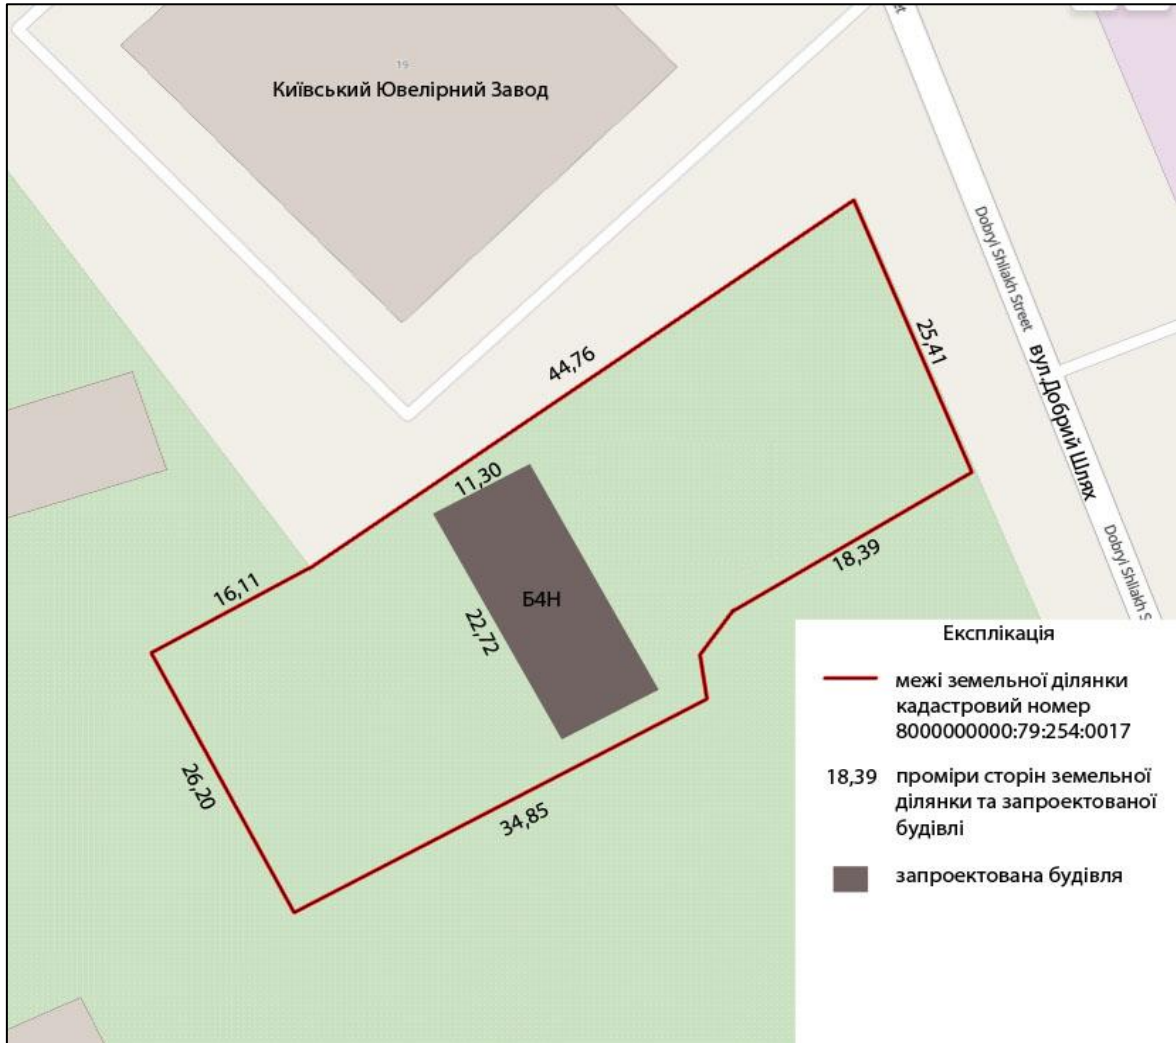 et
19
Київський Ювелірний Завод
Dobryi Shliakh Street
25,41
44,76
вул.Добрий Шлях
11,30
Dobryi Shliakh S
18,39
16,11
Б4Н
22,72
26,20
34,85
Експлікація
межі земельної ділянки
кадастровий номер
8000000000:79:254:0017
18,39 проміри сторін земельної
ділянки та запроектованої
будівлі
запроектована будівля